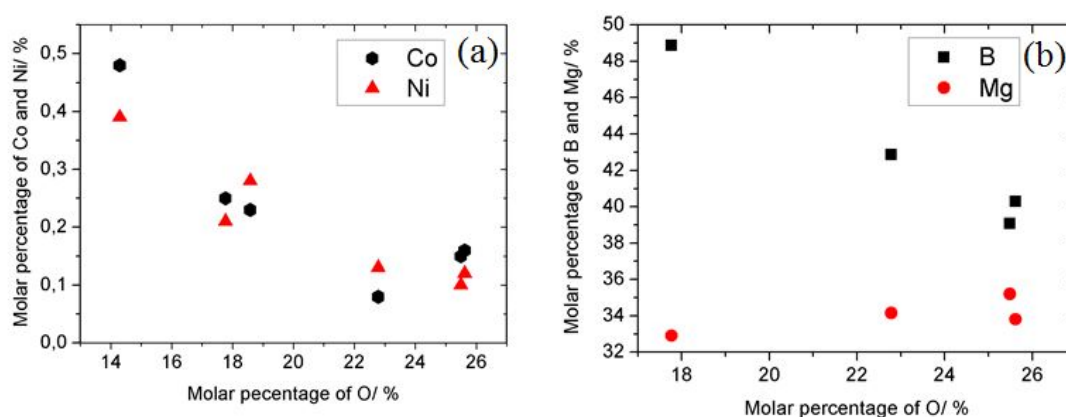 Molar percentage of Co and Ni/ %
0,5
0,4
0,3
0,2
0,1
0,0
Co
Ni
(a)
14 16 18 20 22 24 26
Molar pecentage of O/ %
Molar percentage of B and Mg/ %
50
48
46
44
42
40
38
36
34
32
B
Mg
(b)
18 20 22 24 26
Molar percentage of O/ %